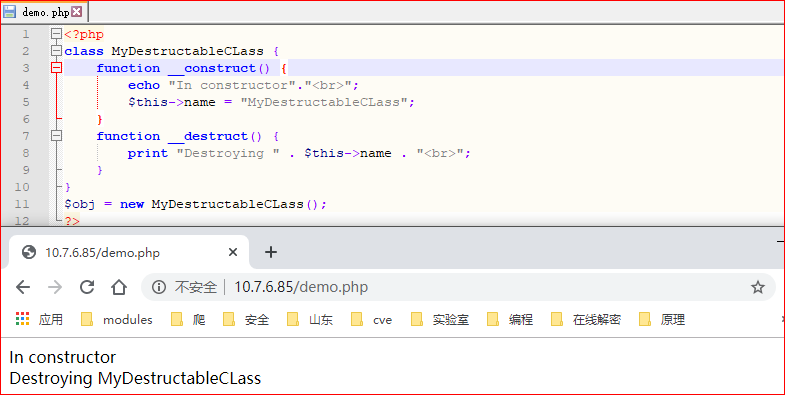 demo.php
1 <?php
2 class MyDestructableCLass {
3 function __construct() {
4 echo "In constructor"."<br>";
5 $this->name = "MyDestructableCLass";
6 }
7 function __destruct() {
8 print "Destroying " . $this->name . "<br>";
9 }
10 }
11 $obj = new MyDestructableCLass();
12 ?>
10.7.6.85/demo.php
不安全 10.7.6.85/demo.php
应用 modules 爬 安全 山东 cve 实验室 编程 在线解密 原理
In constructor
Destroying MyDestructableCLass